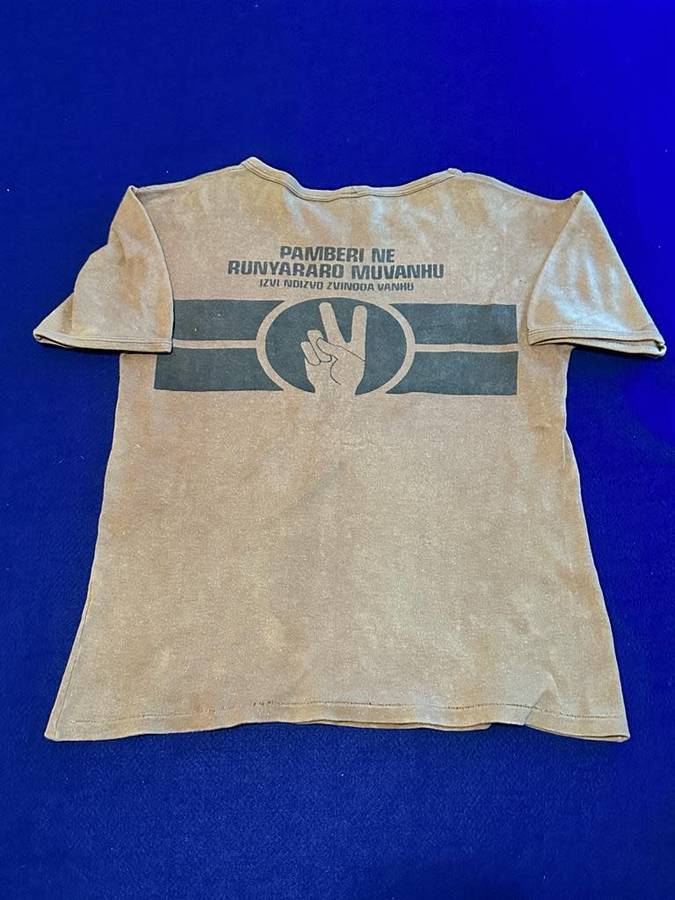 PAMBERI NE
RUNYARARO MUVANHU
IZVI NDIZVO ZVINODA VANHU